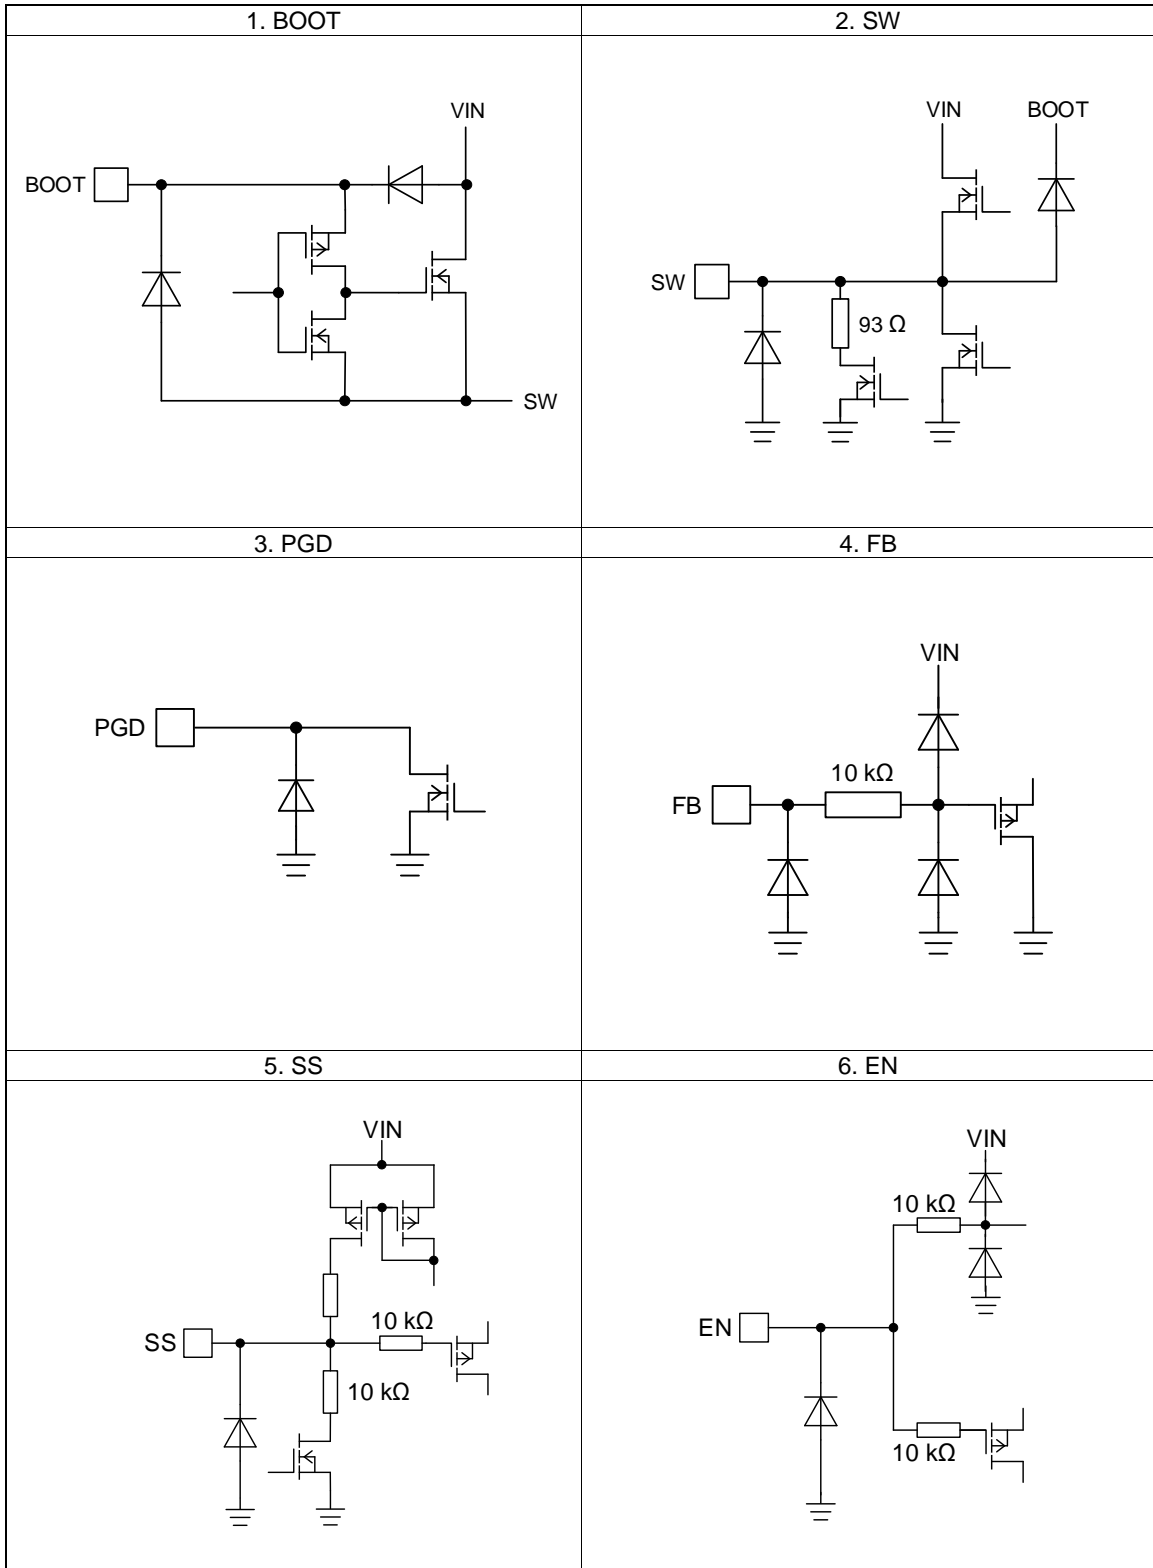 1. BOOT
2. SW
VIN
BOOT
SW
VIN
BOOT
SW
93 Ω
3. PGD
4. FB
PGD
VIN
10 kΩ
FB
5. SS
6. EN
VIN
10 kΩ
SS
10 kΩ
VIN
10 kΩ
EN
10 kΩ